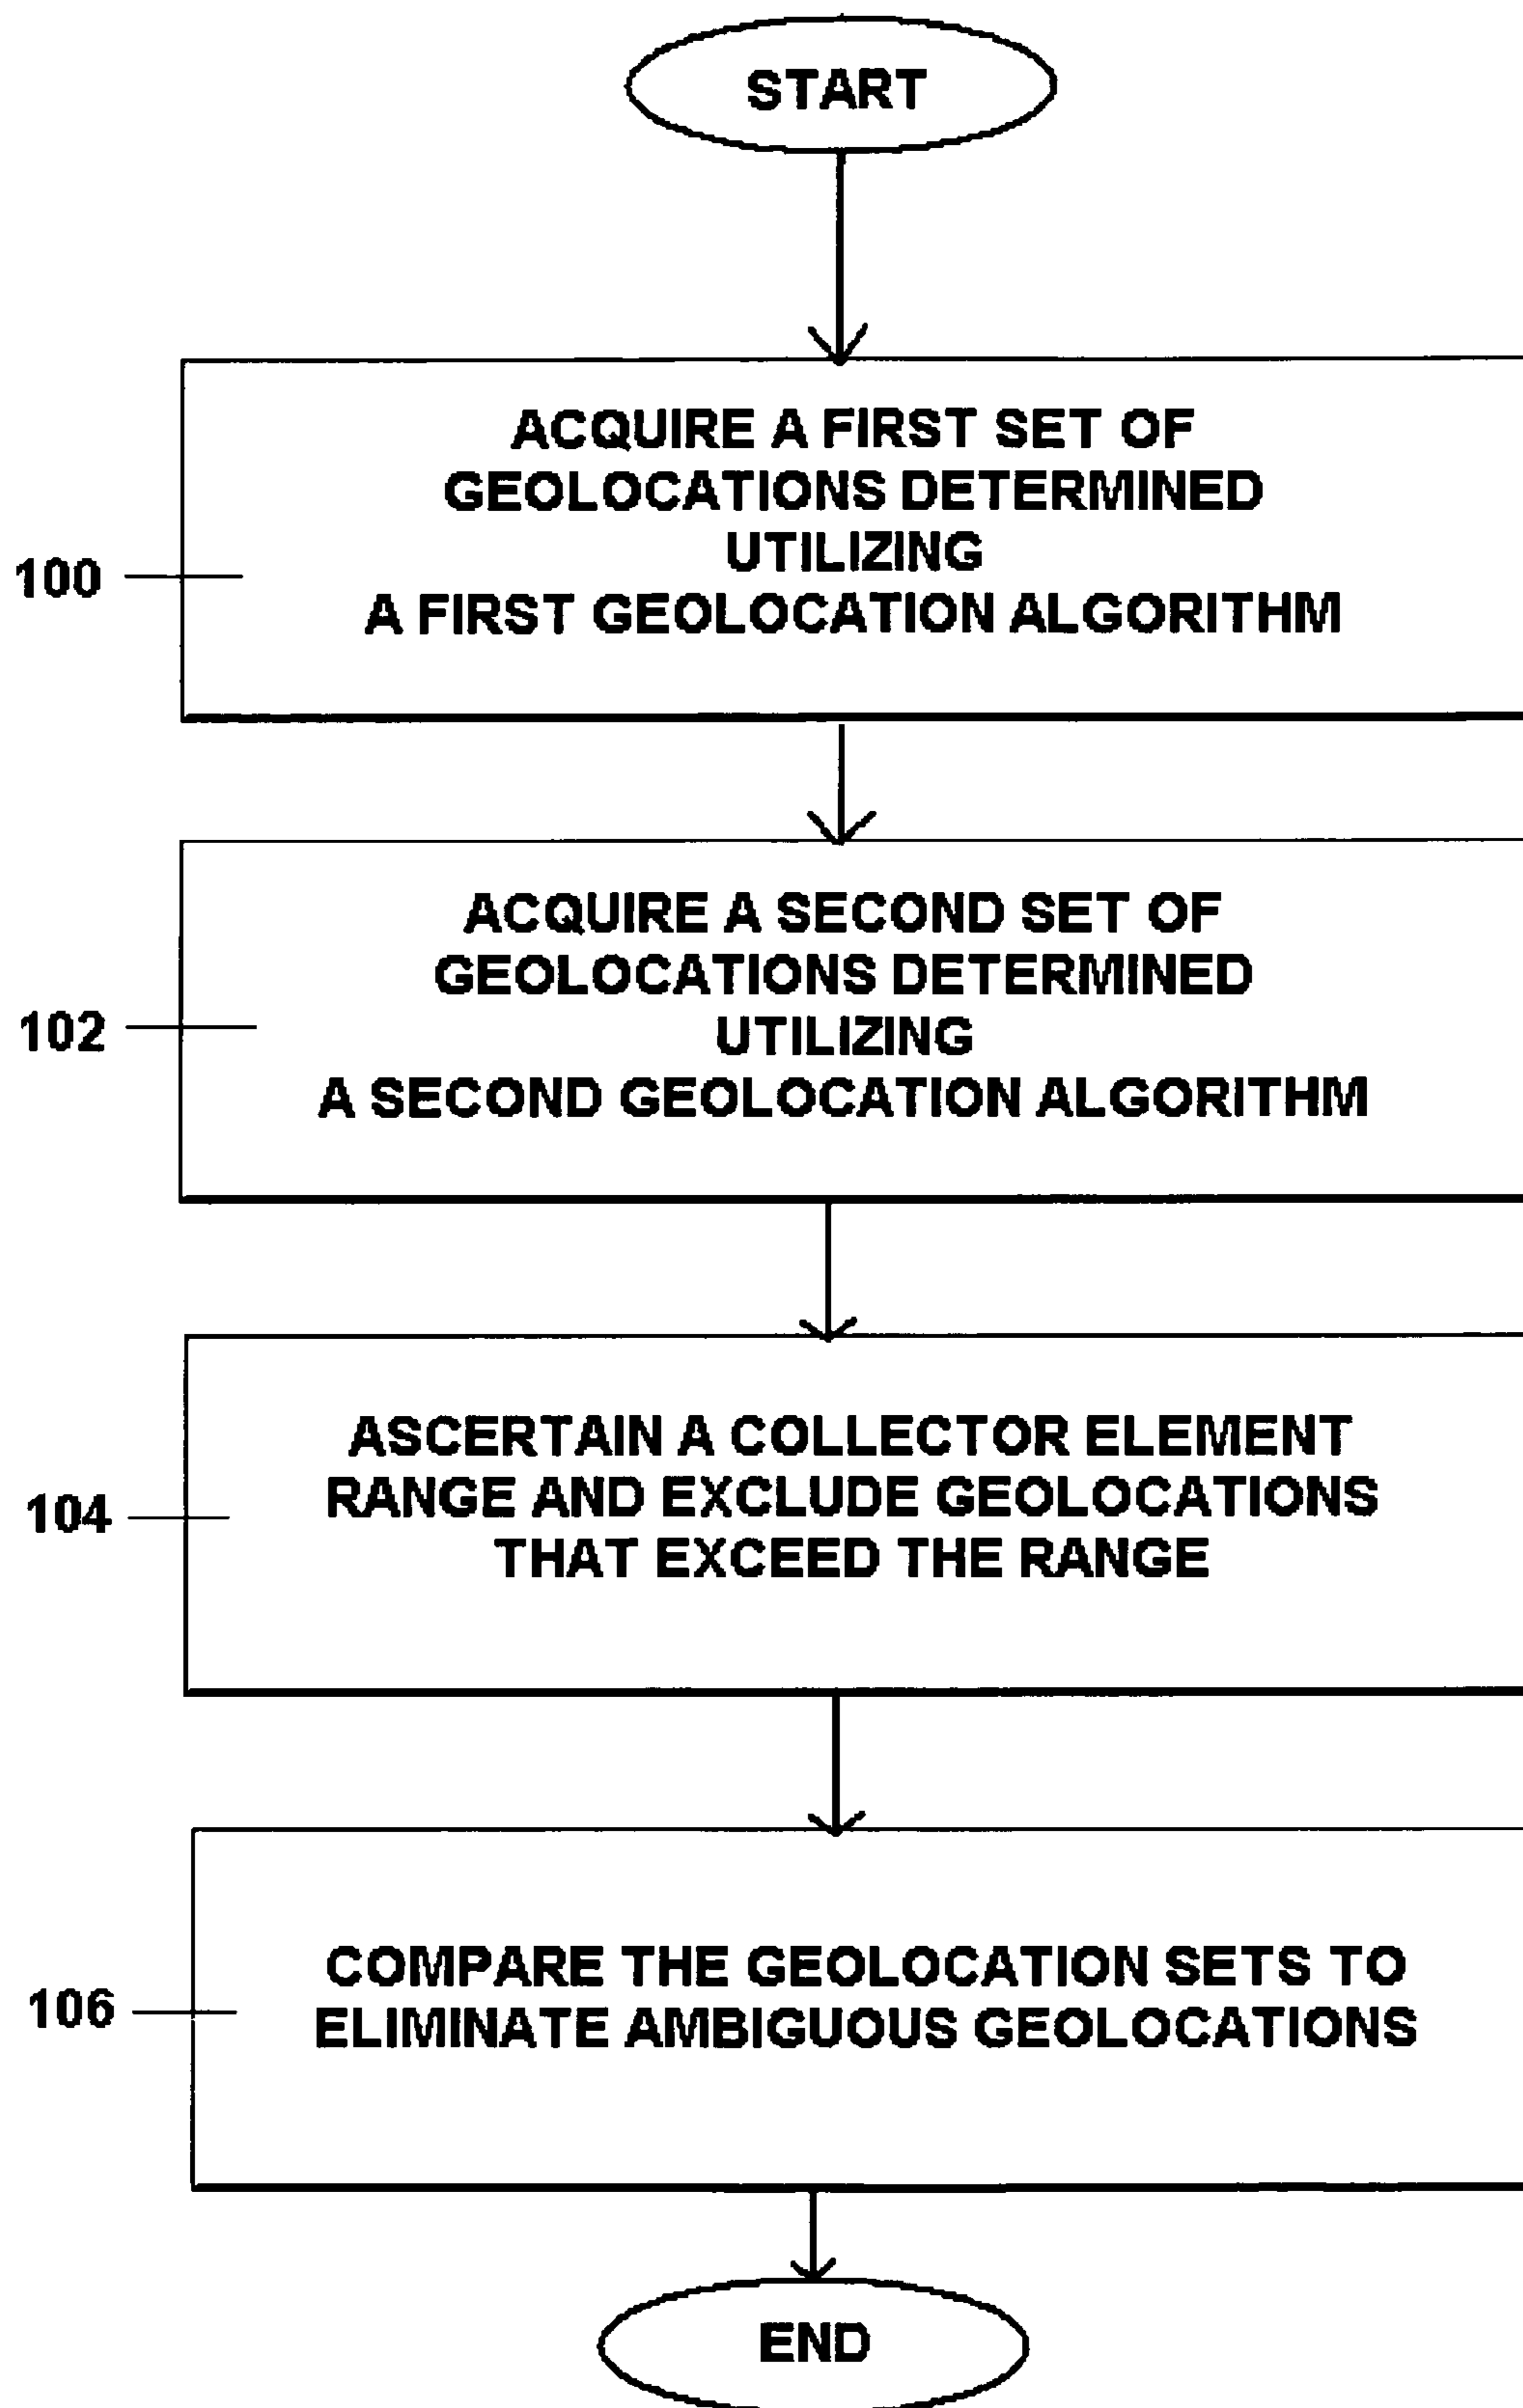 START
ACQUIRE A FIRST SET OF
GEOLOCATIONS DETERMINED
UTILIZING
A FIRST GEOLOCATION ALGORITHM
100
ACQUIRE A SECOND SET OF
GEOLOCATIONS DETERMINED
UTILIZING
A SECOND GEOLOCATION ALGORITHM
102
ASCERTAIN A COLLECTOR ELEMENT
RANGE AND EXCLUDE GEOLOCATIONS
THAT EXCEED THE RANGE
104
COMPARE THE GEOLOCATION SETS TO
ELIMINATE AMBIGUOUS GEOLOCATIONS
106
END